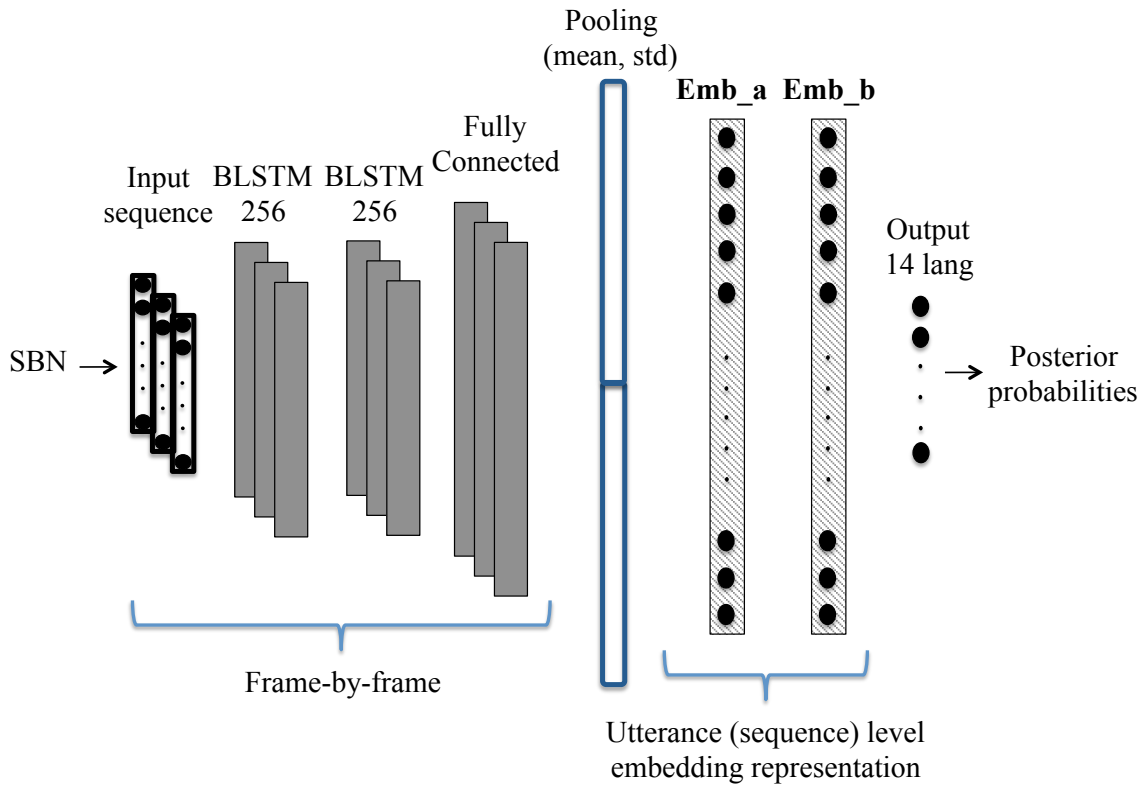 Pooling
(mean, std)
Emb_a
Emb_b
Fully
Connected
Input
sequence
BLSTM
256
BLSTM
256
Output
14 lang
SBN
Posterior
probabilities
Frame-by-frame
Utterance (sequence) level
embedding representation